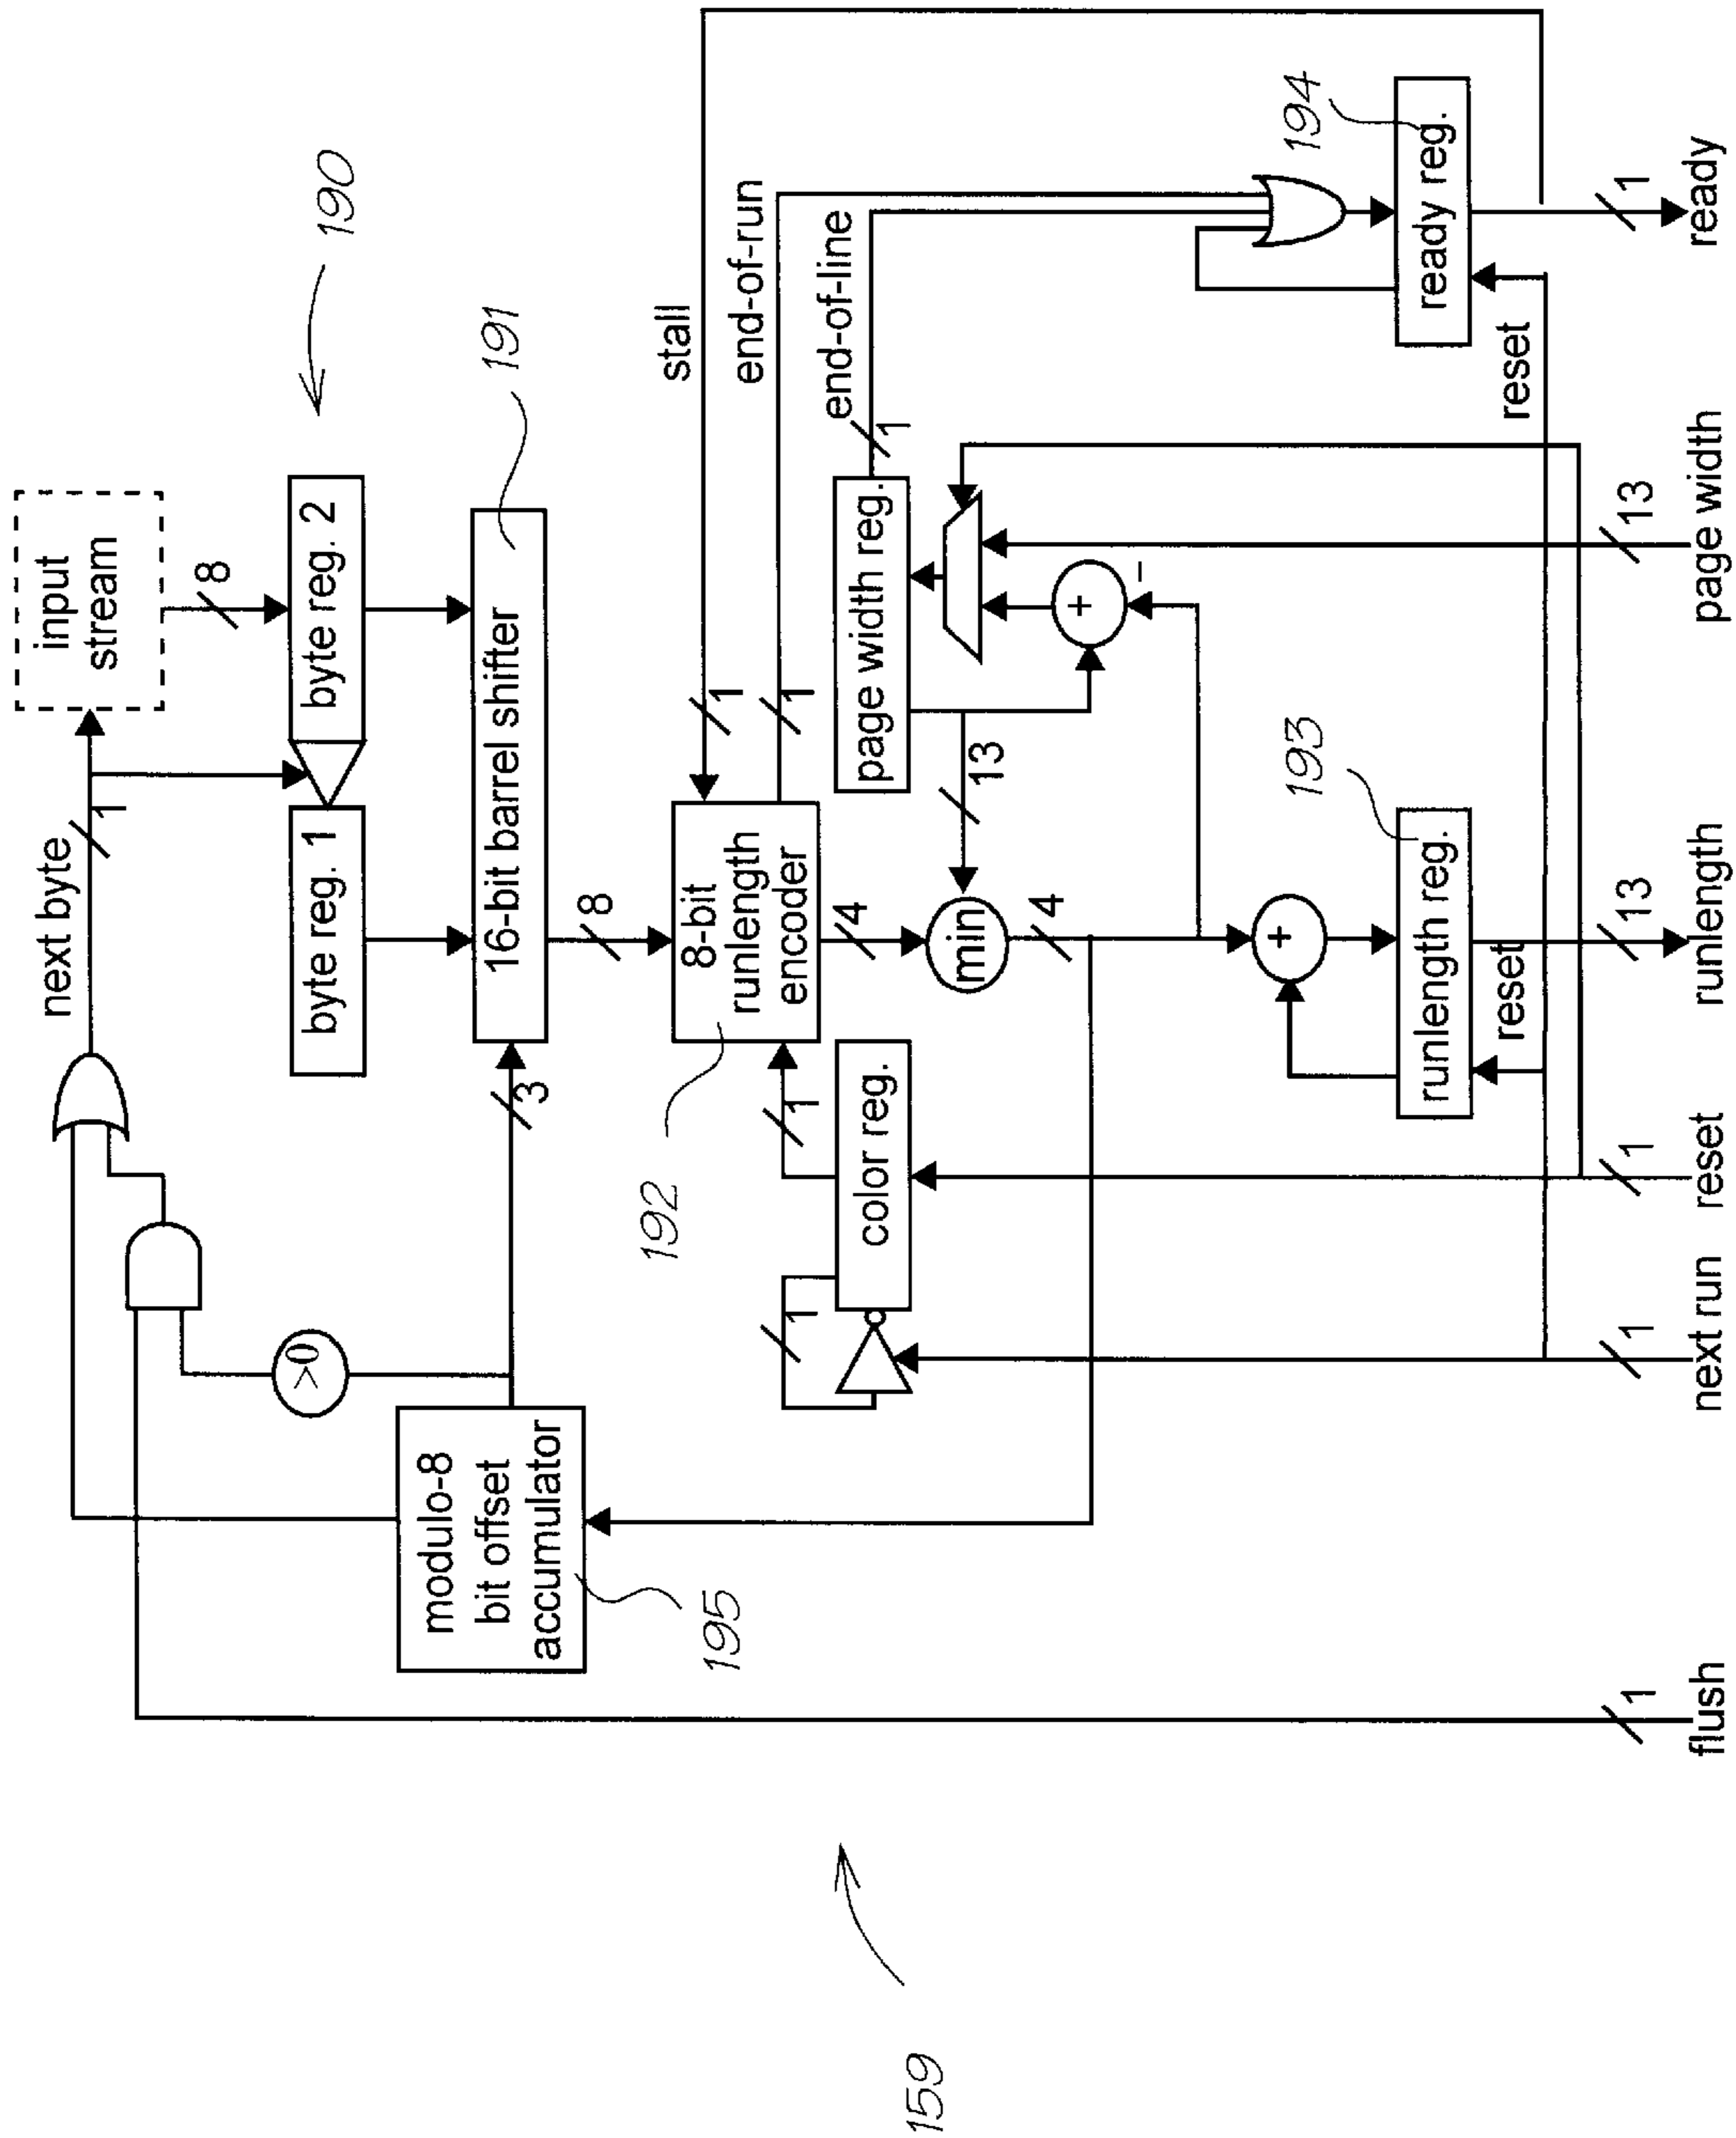 input
stream
next byte
1
8
190
byte reg. 1
byte reg. 2
191
16-bit barrel shifter
3
>0
modulo-8
bit offset
accumulator
195
8
stall
1
end-of-run
1
192
8-bit
runlength
encoder
end-of-line
1
page width reg.
1
color reg.
1
4
min
13
4
+
−
+
193
runlength reg.
reset
194
ready reg.
reset
1
flush
1
next run
1
reset
13
runlength
13
page width
1
ready
159